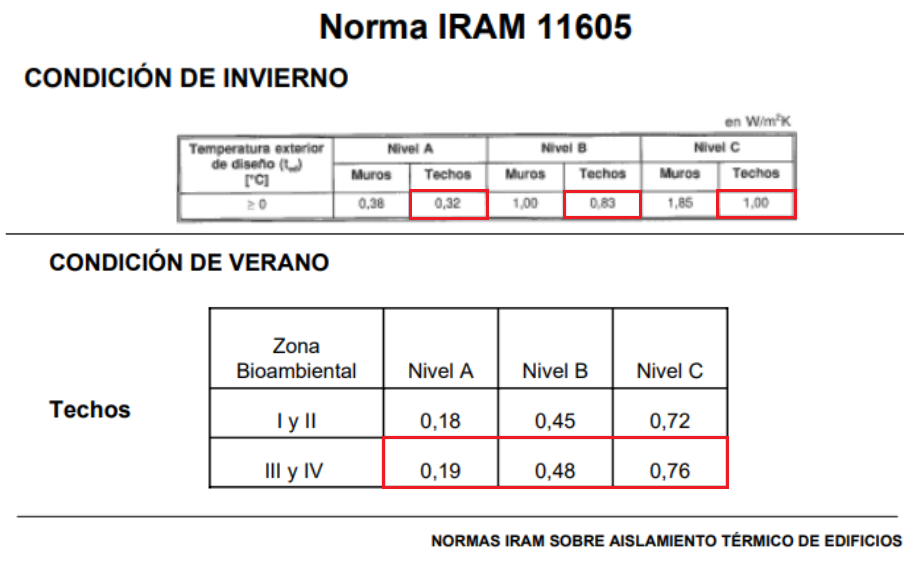 Norma IRAM 11605
CONDICIÓN DE INVIERNO
en W/m²K
Temperatura exterior de diseño (t_ed) [°C] Nivel A Nivel B Nivel C
Muros Techos Muros Techos Muros Techos
≥ 0 0,38 0,32 1,00 0,83 1,85 1,00
CONDICIÓN DE VERANO
Techos
Zona Bioambiental Nivel A Nivel B Nivel C
I y II 0,18 0,45 0,72
III y IV 0,19 0,48 0,76
NORMAS IRAM SOBRE AISLAMIENTO TÉRMICO DE EDIFICIOS